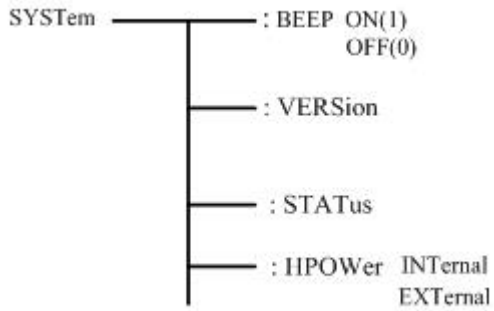 SYSTem : BEEP ON(1)
OFF(0)
: VERSion
: STATus
: HPOWer INTernal
EXTernal